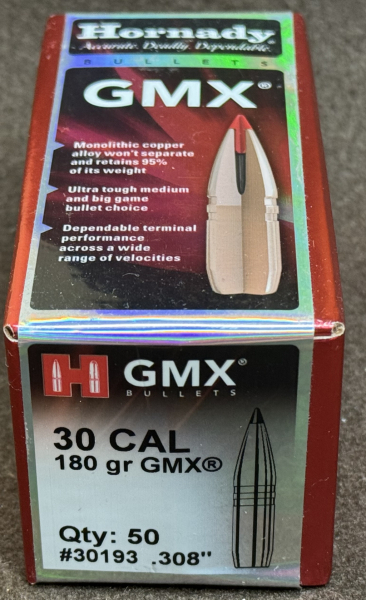 Hornady
Accurate. Deadly. Dependable.
BULLETS
GMX®
Monolithic copper
alloy won't separate
and retains 95%
of its weight
Ultra tough medium
and big game
bullet choice
Dependable terminal
performance
across a wide
range of velocities
H GMX®
BULLETS
30 CAL
180 gr GMX®
Qty: 50
#30193 .308"